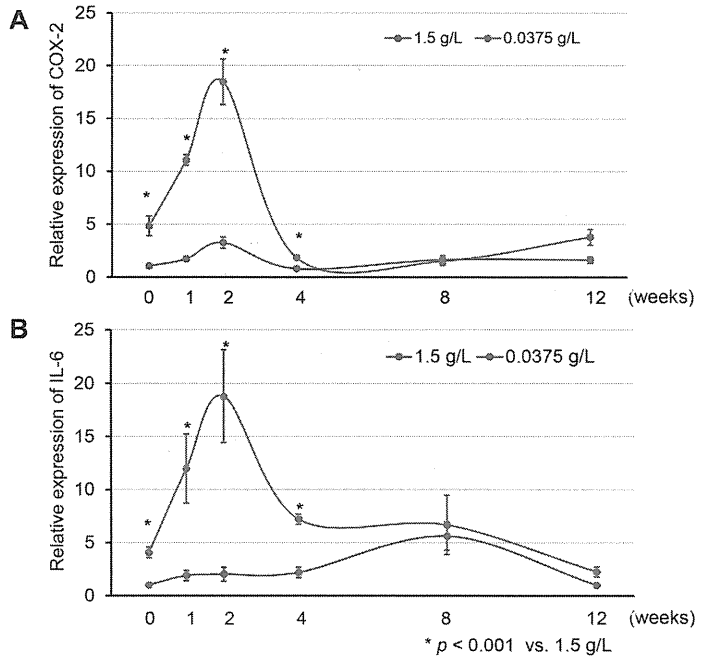 A
Relative expression of COX-2
25
20
15
10
5
0
1.5 g/L 0.0375 g/L
*
*
*
*
0 1 2 4 8 12 (weeks)
B
Relative expression of IL-6
25
20
15
10
5
0
1.5 g/L 0.0375 g/L
*
*
*
*
0 1 2 4 8 12 (weeks)
* p < 0.001 vs. 1.5 g/L